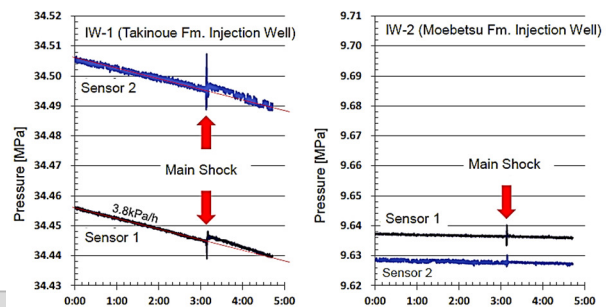 34.52
34.51
34.50
34.49
34.48
34.47
34.46
34.45
34.44
34.43
Pressure [MPa]
IW-1 (Takinoue Fm. Injection Well)
Sensor 2
Main Shock
3.8kPa/h
Sensor 1
0:00 1:00 2:00 3:00 4:00 5:00
9.71
9.70
9.69
9.68
9.67
9.66
9.65
9.64
9.63
9.62
Pressure [MPa]
IW-2 (Moebetsu Fm. Injection Well)
Main Shock
Sensor 1
Sensor 2
0:00 1:00 2:00 3:00 4:00 5:00